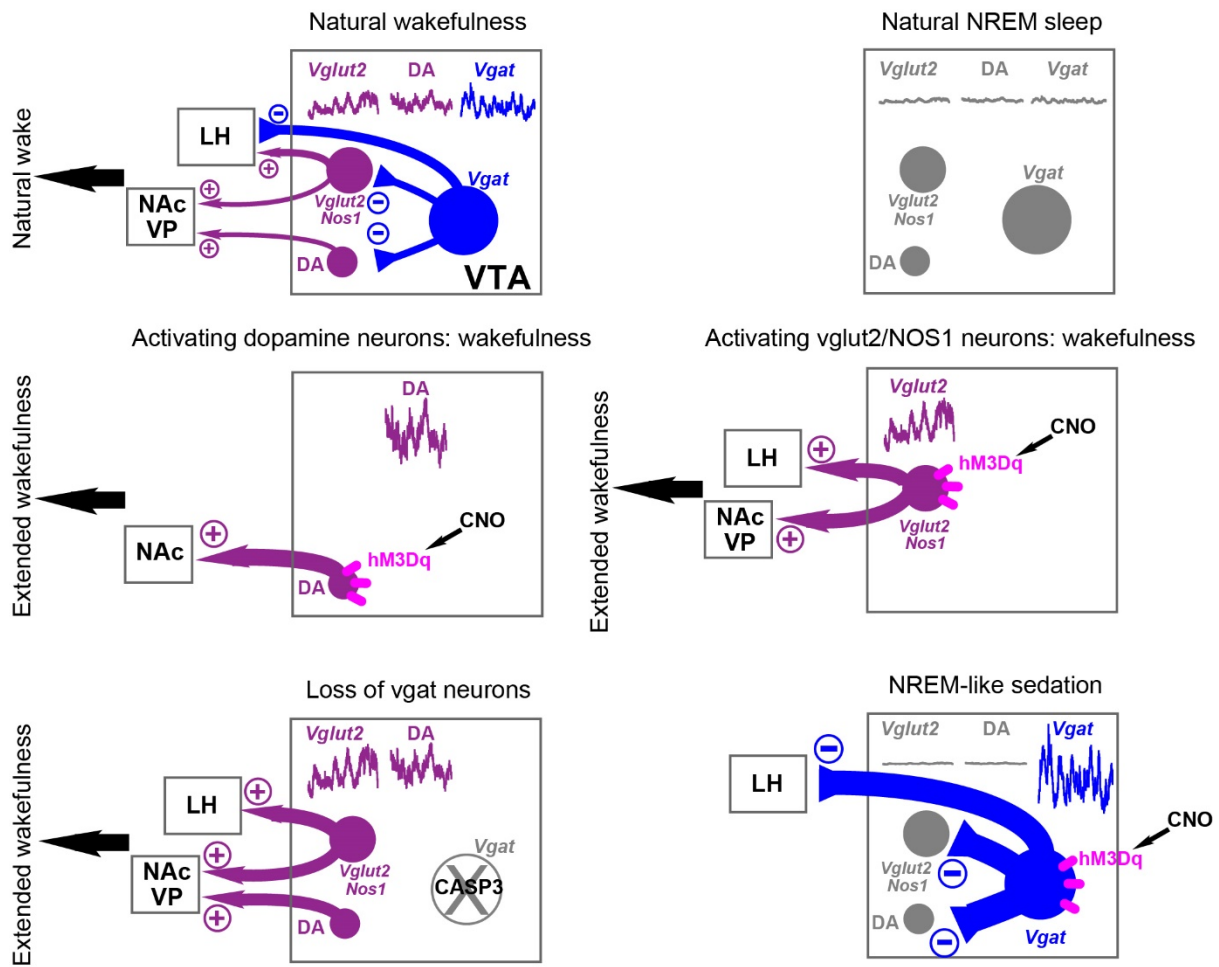 Natural wakefulness
Vglut2 DA Vgat
⊖
LH
⊕
⊕
Vgat
Natural wake
NAc
VP
Vglut2
Nos1
⊖
⊖
⊕
DA
VTA
Natural NREM sleep
Vglut2 DA Vgat
Vgat
Vglut2
Nos1
DA
Activating dopamine neurons: wakefulness
DA
Extended wakefulness
CNO
⊕
NAc
hM3Dq
DA
Activating vglut2/NOS1 neurons: wakefulness
Vglut2
CNO
Extended wakefulness
LH
⊕
hM3Dq
NAc
VP
⊕
Vglut2
Nos1
Loss of vgat neurons
Vglut2 DA
Extended wakefulness
LH
⊕
Vgat
⊕
NAc
VP
Vglut2
Nos1
CASP3
X
⊕
DA
NREM-like sedation
Vglut2 DA Vgat
⊖
LH
CNO
hM3Dq
Vglut2
Nos1
⊖
DA
⊖
Vgat